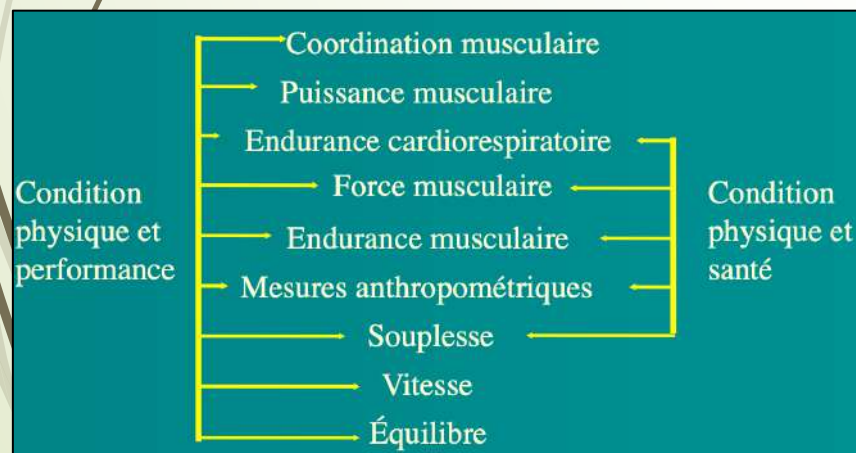 Coordination musculaire
Puissance musculaire
Endurance cardiorespiratoire
Force musculaire
Endurance musculaire
Mesures anthropométriques
Souplesse
Vitesse
Équilibre
Condition
physique et
performance
Condition
physique et
santé